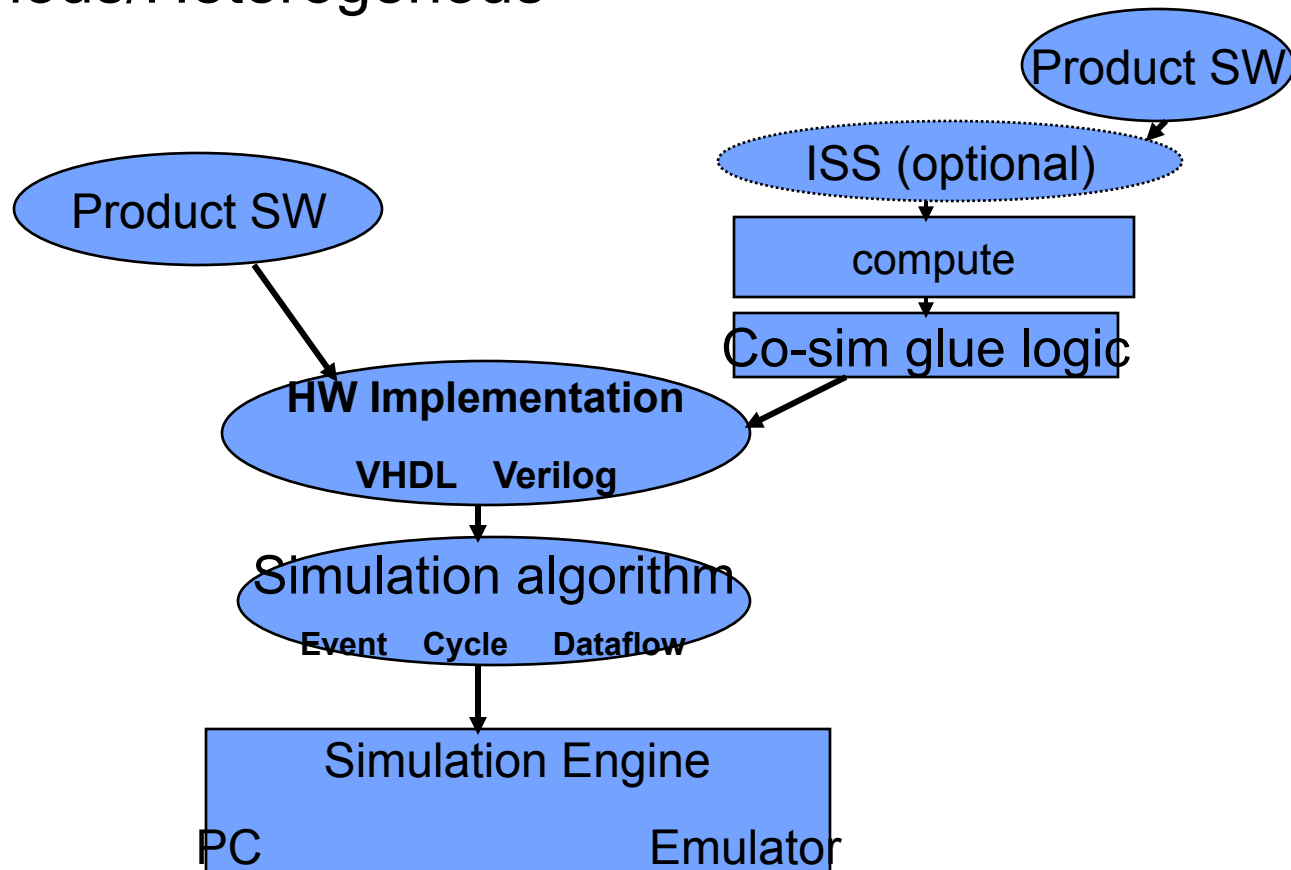 Product SW
ISS (optional)
Product SW
compute
Co-sim glue logic
HW Implementation
VHDL Verilog
Simulation algorithm
Event Cycle Dataflow
Simulation Engine
PC Emulator